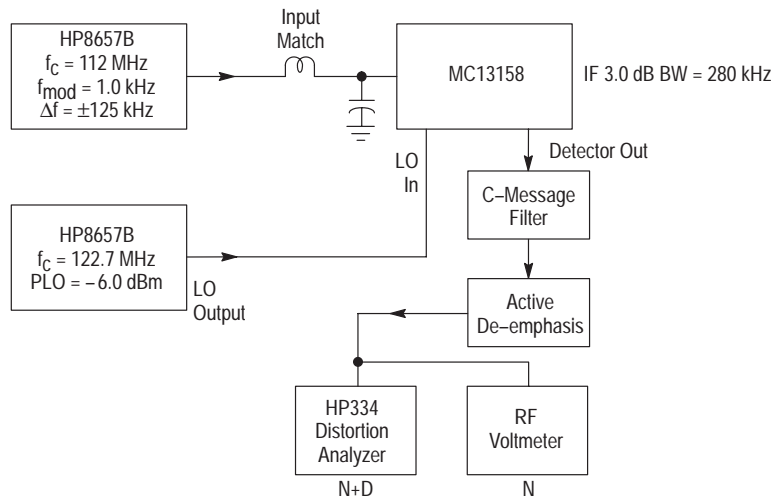 HP8657B
fC = 112 MHz
fmod = 1.0 kHz
Δf = ±125 kHz
Input
Match
MC13158
IF 3.0 dB BW = 280 kHz
LO
In
Detector Out
C–Message
Filter
HP8657B
fC = 122.7 MHz
PLO = –6.0 dBm
LO
Output
Active
De–emphasis
HP334
Distortion
Analyzer
RF
Voltmeter
N+D
N